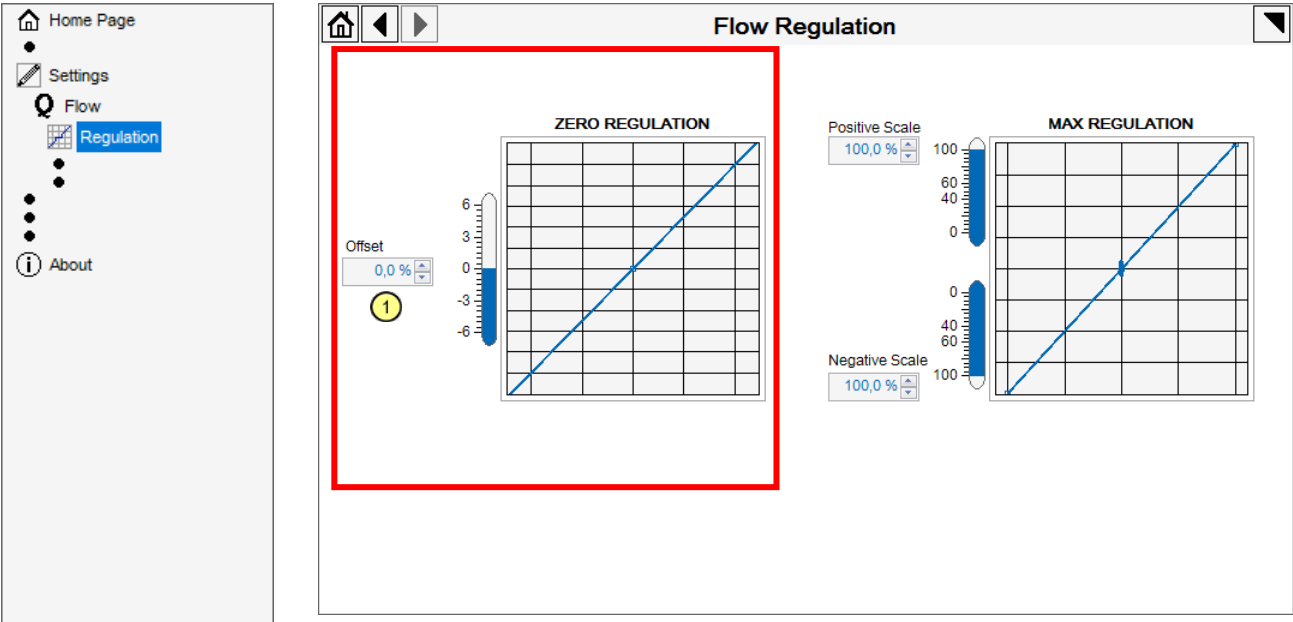 Home Page
Settings
Q Flow
Regulation
i About
Flow Regulation
ZERO REGULATION
Offset
0,0 %
1
6
3
0
-3
-6
MAX REGULATION
Positive Scale
100,0 %
100
60
40
0
0
40
60
100
Negative Scale
100,0 %